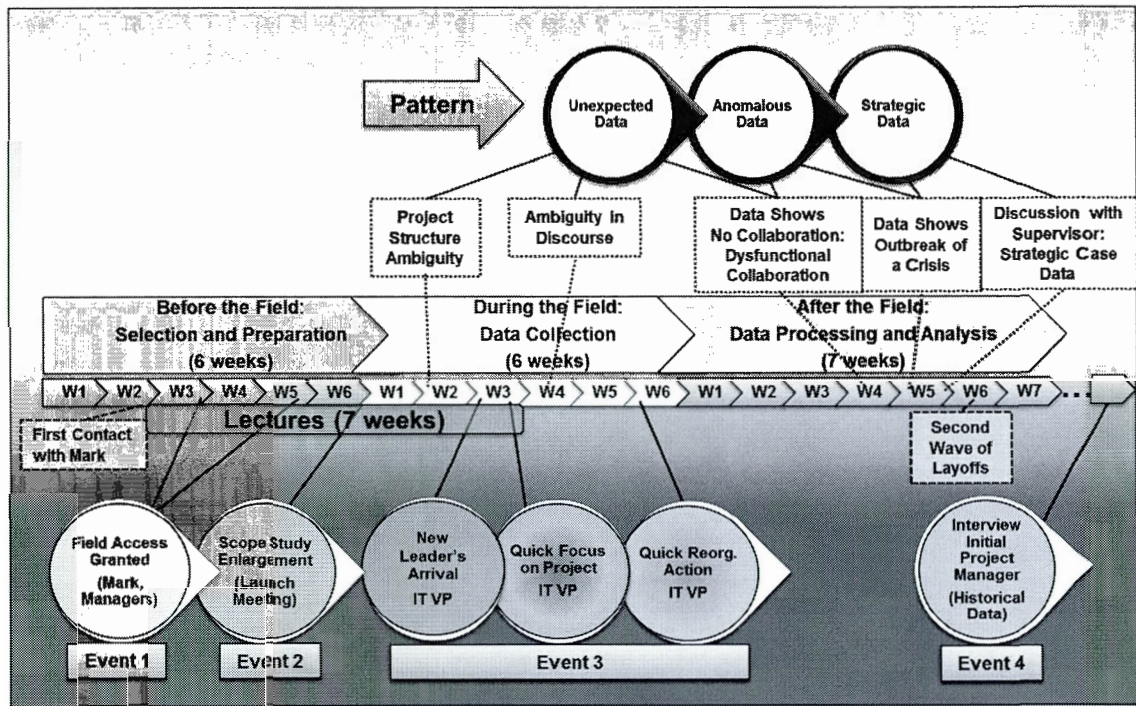 Pattern
Unexpected
Data
Anomalous
Data
Strategic
Data
Project
Structure
Ambiguity
Ambiguity in
Discourse
Data Shows
No Collaboration:
Dysfunctional
Collaboration
Data Shows
Outbreak of
a Crisis
Discussion with
Supervisor:
Strategic Case
Data
Before the Field:
Selection and Preparation
(6 weeks)
During the Field:
Data Collection
(6 weeks)
After the Field:
Data Processing and Analysis
(7 weeks)
W1 W2 W3 W4 W5 W6 W1 W2 W3 W4 W5 W6 W1 W2 W3 W4 W5 W6 W7 ...
Lectures (7 weeks)
First Contact
with Mark
Second
Wave of
Layoffs
Field Access
Granted
(Mark,
Managers)
Scope Study
Enlargement
(Launch
Meeting)
New
Leader's
Arrival
IT VP
Quick Focus
on Project
IT VP
Quick Reorg.
Action
IT VP
Interview
Initial
Project
Manager
(Historical
Data)
Event 1
Event 2
Event 3
Event 4